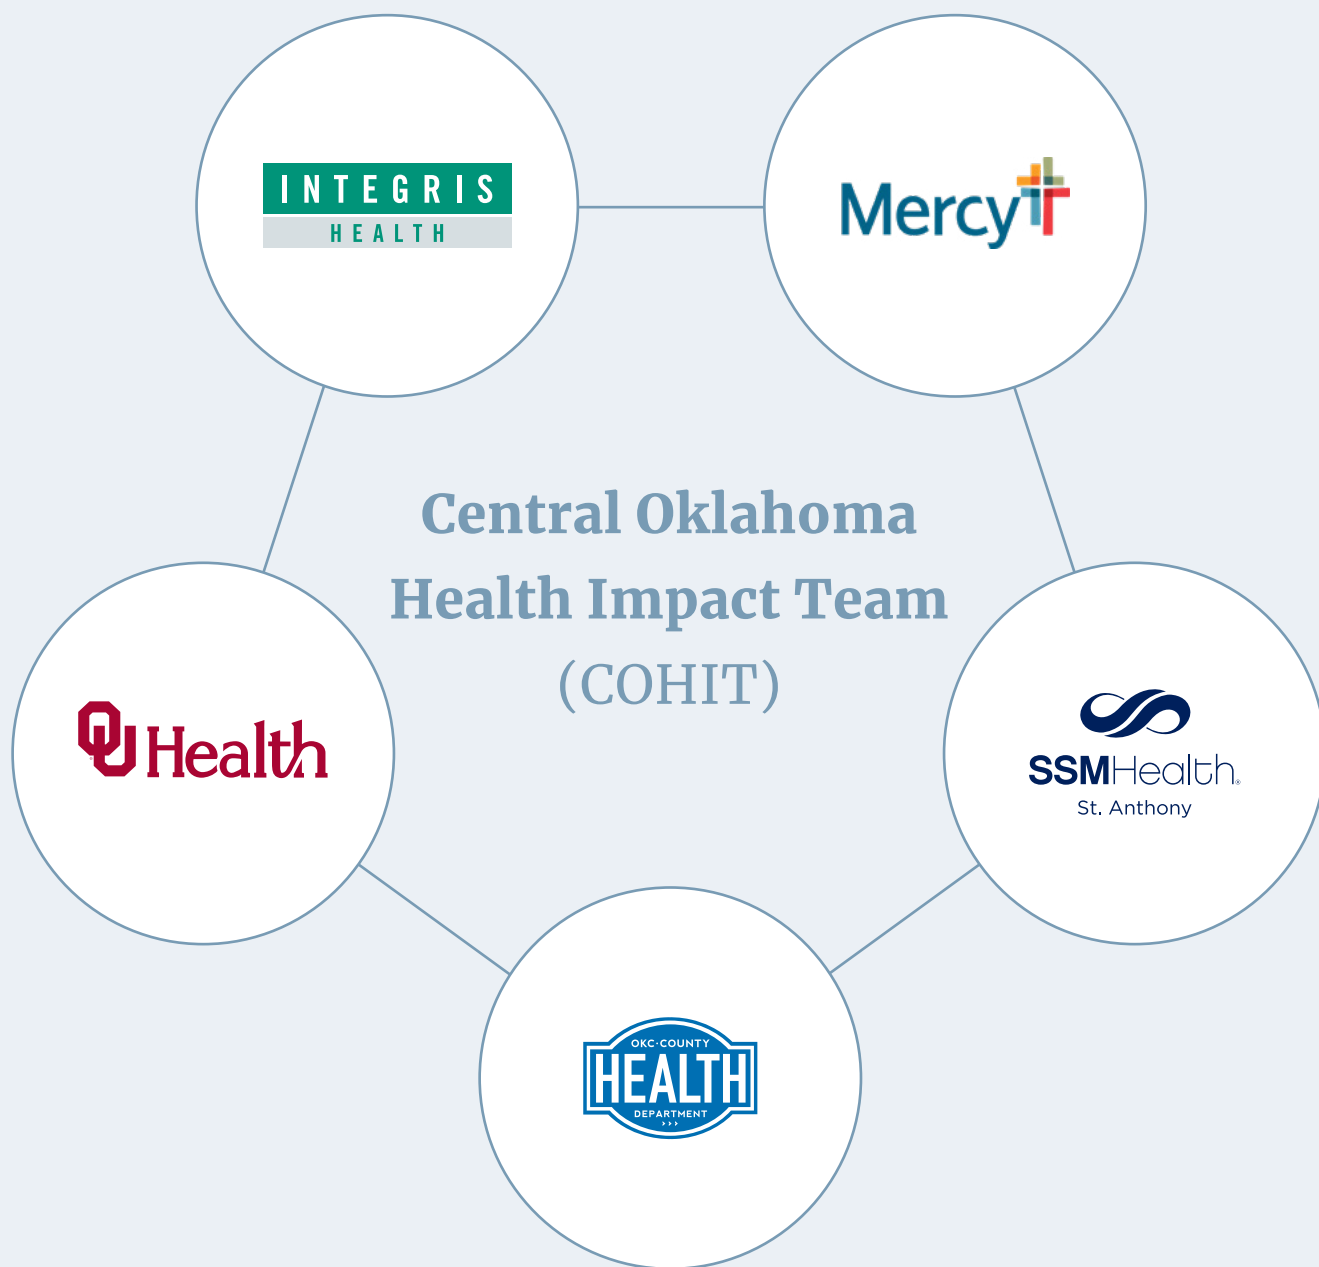 INTEGRIS
HEALTH
Mercy
Central Oklahoma
Health Impact Team
(COHIT)
OU Health
SSMHealth®
St. Anthony
OKC-COUNTY
HEALTH
DEPARTMENT